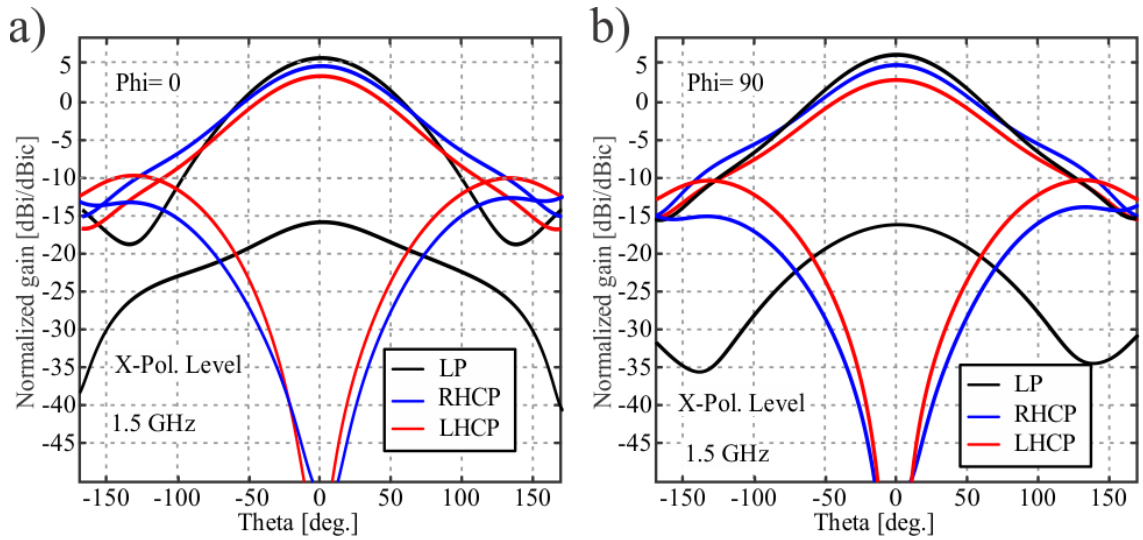 a)
Normalized gain [dBi/dBic]
5
0
-5
-10
-15
-20
-25
-30
-35
-40
-45
Phi= 0
X-Pol. Level
1.5 GHz
LP
RHCP
LHCP
-150 -100 -50 0 50 100 150
Theta [deg.]
b)
Normalized gain [dBi/dBic]
5
0
-5
-10
-15
-20
-25
-30
-35
-40
-45
Phi= 90
X-Pol. Level
1.5 GHz
LP
RHCP
LHCP
-150 -100 -50 0 50 100 150
Theta [deg.]